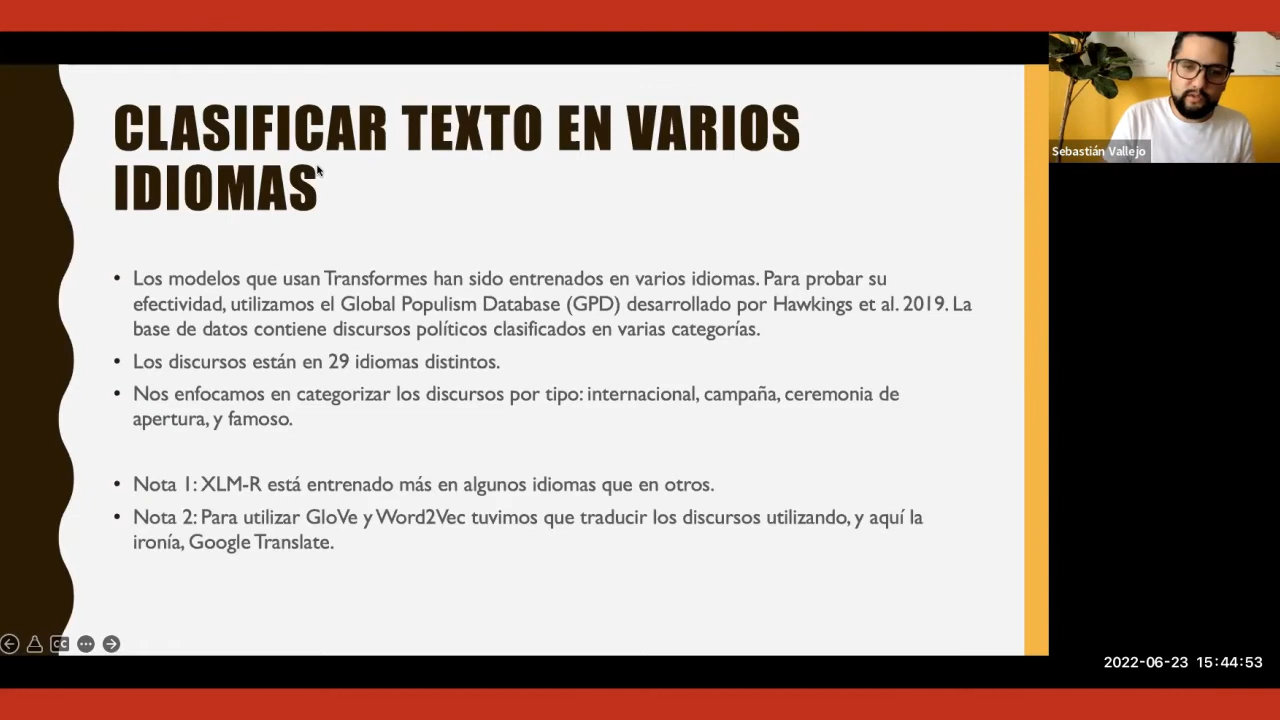 CLASIFICAR TEXTO EN VARIOS
IDIOMAS
• Los modelos que usan Transformes han sido entrenados en varios idiomas. Para probar su
efectividad, utilizamos el Global Populism Database (GPD) desarrollado por Hawkings et al. 2019. La
base de datos contiene discursos políticos clasificados en varias categorías.
• Los discursos están en 29 idiomas distintos.
• Nos enfocamos en categorizar los discursos por tipo: internacional, campaña, ceremonia de
apertura, y famoso.
• Nota 1: XLM-R está entrenado más en algunos idiomas que en otros.
• Nota 2: Para utilizar GloVe y Word2Vec tuvimos que traducir los discursos utilizando, y aquí la
ironía, Google Translate.
CC
Sebastián Vallejo
2022-06-23 15:44:53